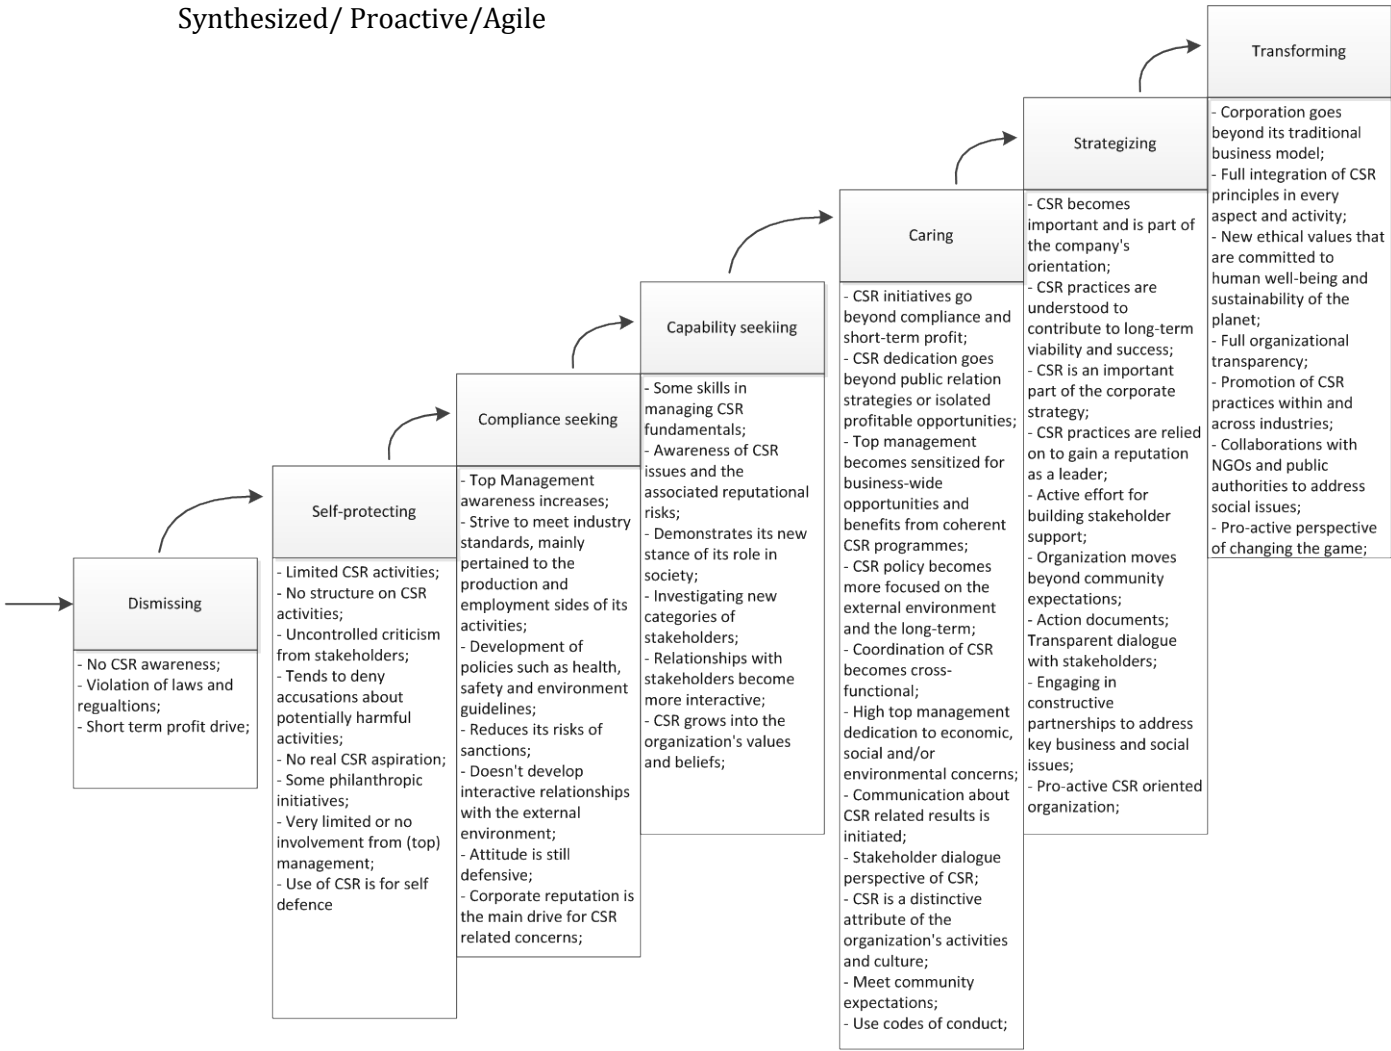 Synthesized/ Proactive/Agile
Dismissing
- No CSR awareness;
- Violation of laws and
regualtions;
- Short term profit drive;
Self-protecting
- Limited CSR activities;
- No structure on CSR
activities;
- Uncontrolled criticism
from stakeholders;
- Tends to deny
accusations about
potentially harmful
activities;
- No real CSR aspiration;
- Some philanthropic
initiatives;
- Very limited or no
involvement from (top)
management;
- Use of CSR is for self
defence
Compliance seeking
- Top Management
awareness increases;
- Strive to meet industry
standards, mainly
pertained to the
production and
employment sides of its
activities;
- Development of
policies such as health,
safety and environment
guidelines;
- Reduces its risks of
sanctions;
- Doesn't develop
interactive relationships
with the external
environment;
- Attitude is still
defensive;
- Corporate reputation is
the main drive for CSR
related concerns;
Capability seekiing
- Some skills in
managing CSR
fundamentals;
- Awareness of CSR
issues and the
associated reputational
risks;
- Demonstrates its new
stance of its role in
society;
- Investigating new
categories of
stakeholders;
- Relationships with
stakeholders become
more interactive;
- CSR grows into the
organization's values
and beliefs;
Caring
- CSR initiatives go
beyond compliance and
short-term profit;
- CSR dedication goes
beyond public relation
strategies or isolated
profitable opportunities;
- Top management
becomes sensitized for
business-wide
opportunities and
benefits from coherent
CSR programmes;
- CSR policy becomes
more focused on the
external environment
and the long-term;
- Coordination of CSR
becomes cross-
functional;
- High top management
dedication to economic,
social and/or
environmental concerns;
- Communication about
CSR related results is
initiated;
- Stakeholder dialogue
perspective of CSR;
- CSR is a distinctive
attribute of the
organization's activities
and culture;
- Meet community
expectations;
- Use codes of conduct;
Strategizing
- CSR becomes
important and is part of
the company's
orientation;
- CSR practices are
understood to
contribute to long-term
viability and success;
- CSR is an important
part of the corporate
strategy;
- CSR practices are relied
on to gain a reputation
as a leader;
- Active effort for
building stakeholder
support;
- Organization moves
beyond community
expectations;
- Action documents;
Transparent dialogue
with stakeholders;
- Engaging in
constructive
partnerships to address
key business and social
issues;
- Pro-active CSR oriented
organization;
Transforming
- Corporation goes
beyond its traditional
business model;
- Full integration of CSR
principles in every
aspect and activity;
- New ethical values that
are committed to
human well-being and
sustainability of the
planet;
- Full organizational
transparency;
- Promotion of CSR
practices within and
across industries;
- Collaborations with
NGOs and public
authorities to address
social issues;
- Pro-active perspective
of changing the game;